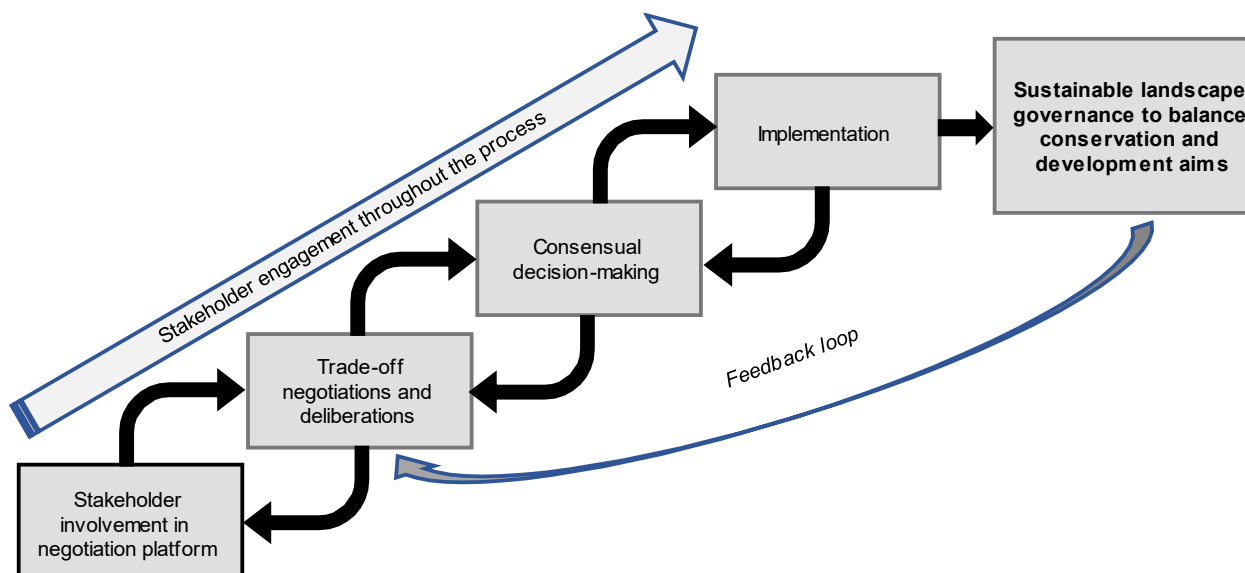 Stakeholder engagement throughout the process
Sustainable landscape
governance to balance
conservation and
development aims
Implementation
Consensual
decision-making
Feedback loop
Trade-off
negotiations and
deliberations
Stakeholder
involvement in
negotiation platform